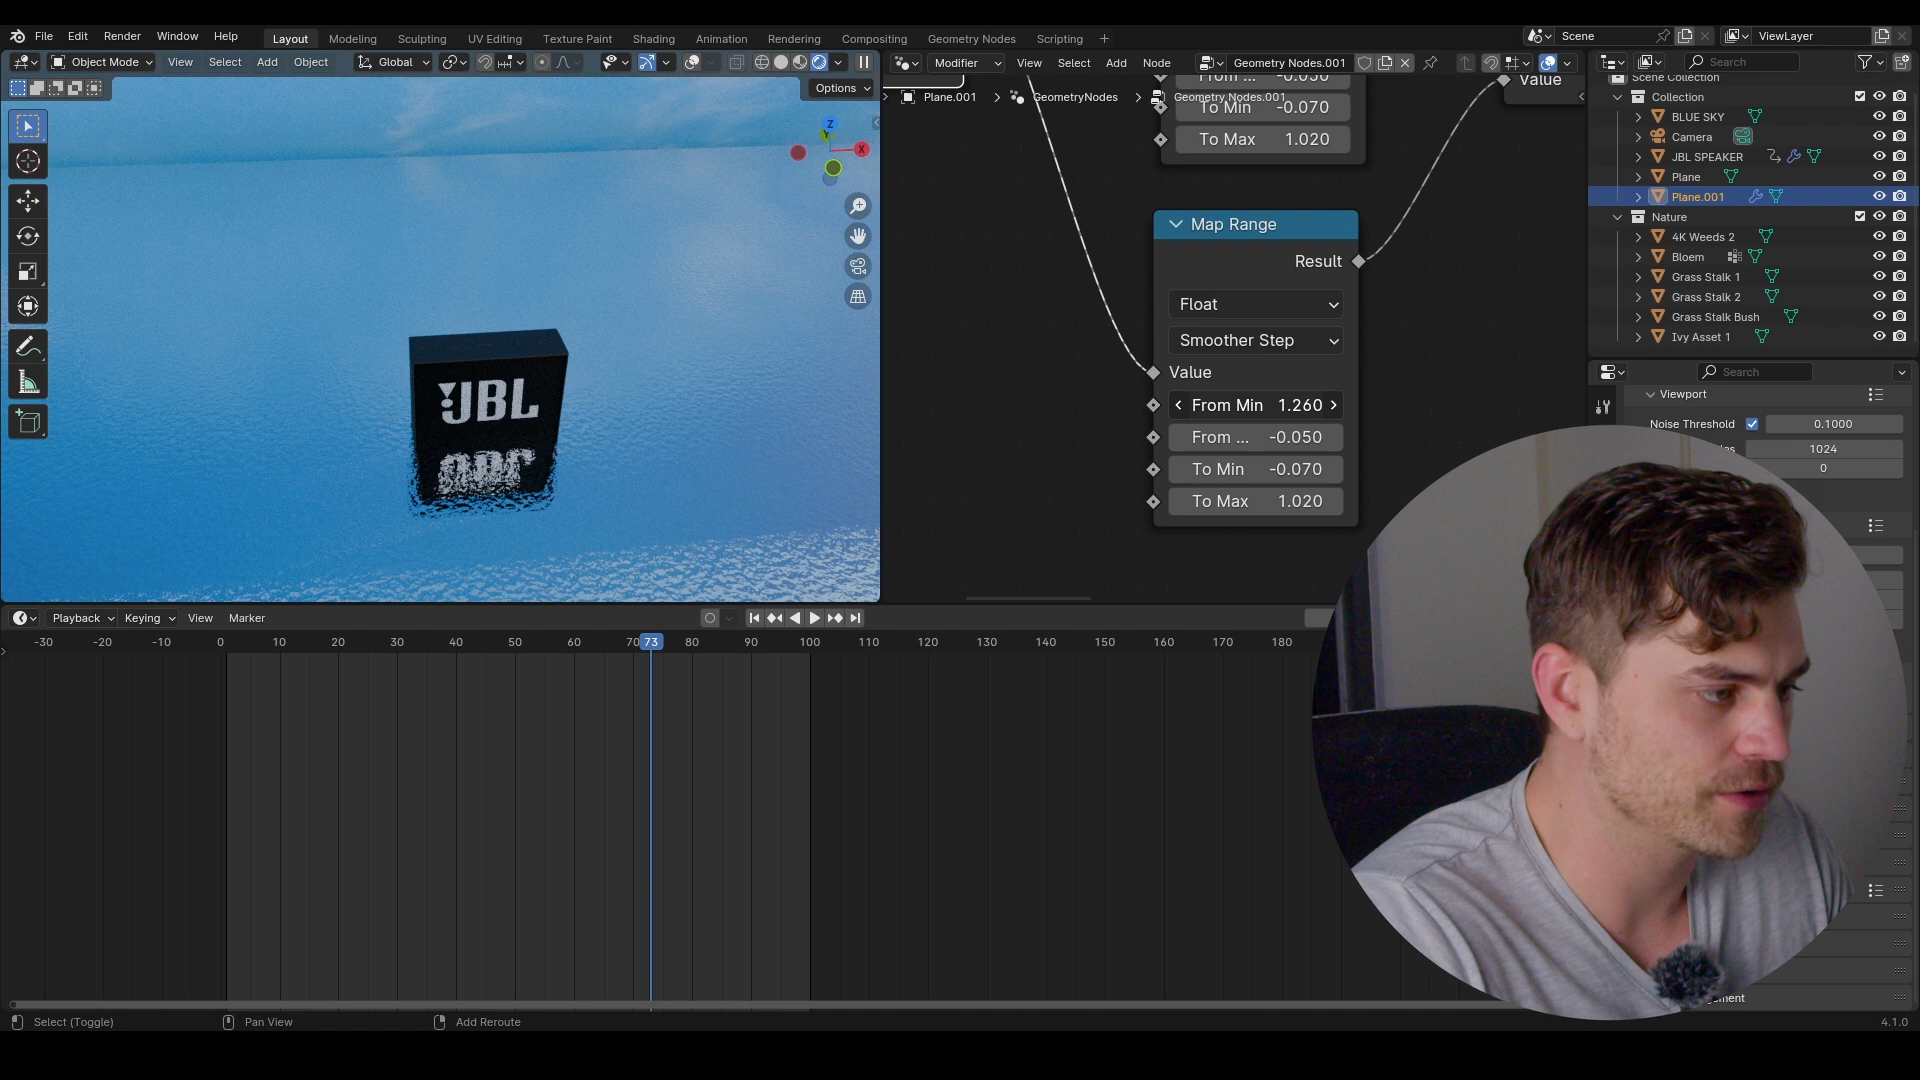 File Edit Render Window Help Layout Modeling Sculpting UV Editing Texture Paint Shading Animation Rendering Compositing Geometry Nodes Scripting + Scene ViewLayer
Object Mode View Select Add Object Global
Modifier View Select Add Node Geometry Nodes.001
Search
Options
Plane.001 > GeometryNodes > Geometry Nodes.001
To Min -0.070
To Max 1.020
Value
Map Range
Result
Float
Smoother Step
Value
From Min 1.260
From ... -0.050
To Min -0.070
To Max 1.020
Z
Y
X
JBL
Scene Collection
Collection
BLUE SKY
Camera
JBL SPEAKER
Plane
Plane.001
Nature
4K Weeds 2
Bloem
Grass Stalk 1
Grass Stalk 2
Grass Stalk Bush
Ivy Asset 1
Search
Viewport
Noise Threshold 0.1000
1024
0
Playback Keying View Marker
-30 -20 -10 0 10 20 30 40 50 60 70 73 80 90 100 110 120 130 140 150 160 170 180
Select (Toggle) Pan View Add Reroute 4.1.0